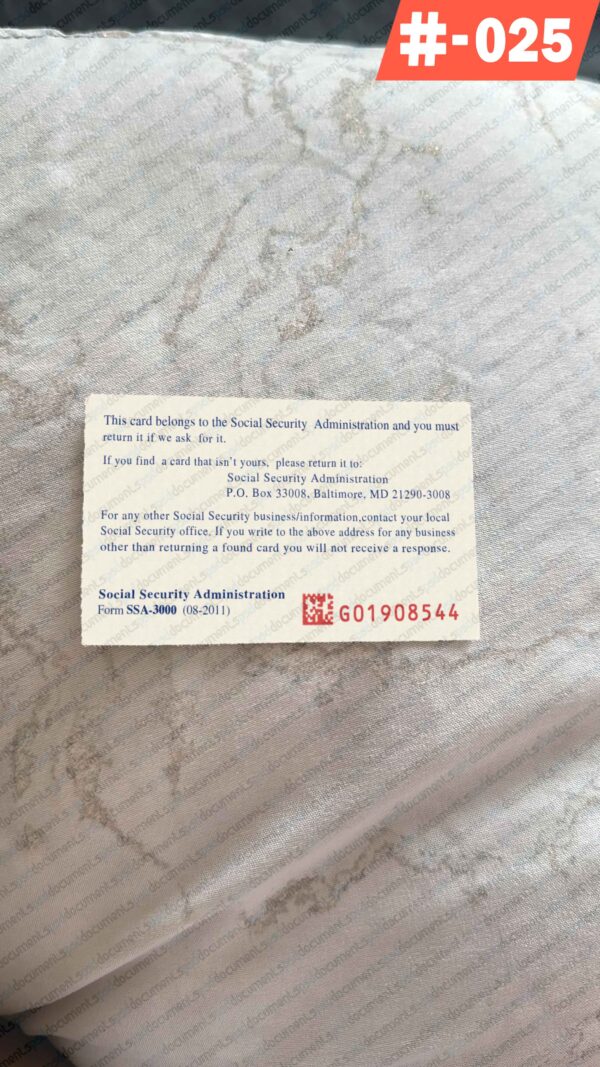 #-025
This card belongs to the Social Security Administration and you must
return it if we ask for it.
If you find a card that isn't yours, please return it to:
Social Security Administration
P.O. Box 33008, Baltimore, MD 21290-3008
For any other Social Security business/information,contact your local
Social Security office. If you write to the above address for any business
other than returning a found card you will not receive a response.
Social Security Administration
Form SSA-3000 (08-2011)
G01908544